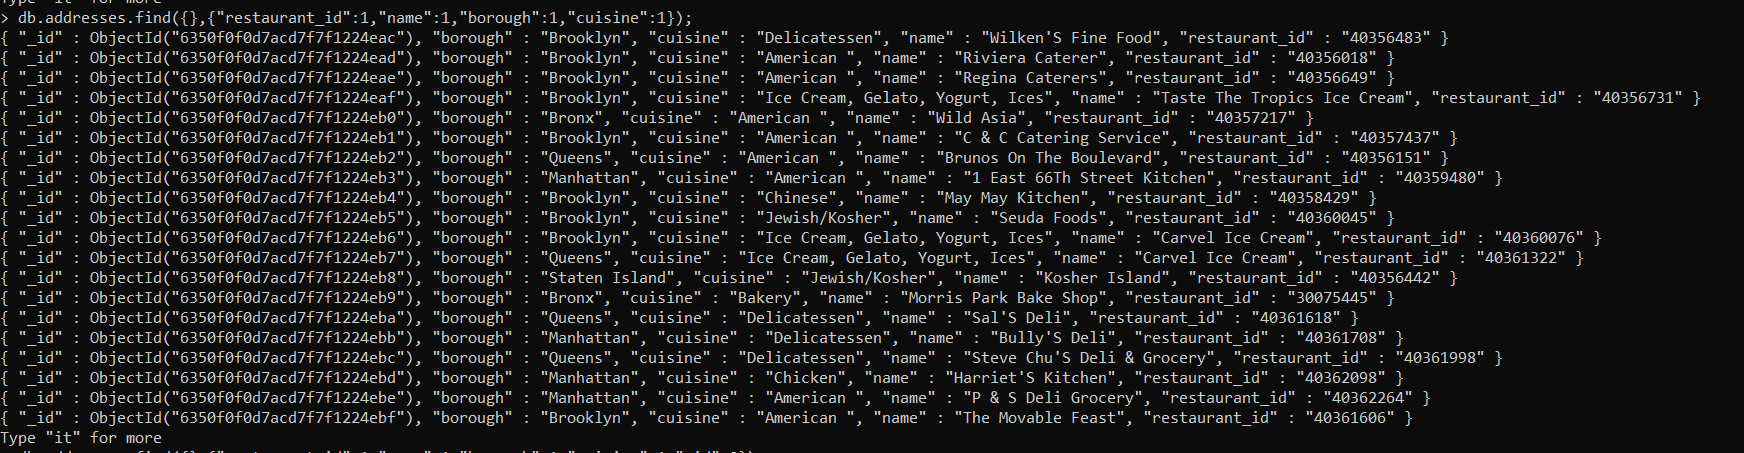 Type "it" for more
> db.addresses.find({},{"restaurant_id":1,"name":1,"borough":1,"cuisine":1});
{ "_id" : ObjectId("6350f0f0d7acd7f7f1224eac"), "borough" : "Brooklyn", "cuisine" : "Delicatessen", "name" : "Wilken'S Fine Food", "restaurant_id" : "40356483" }
{ "_id" : ObjectId("6350f0f0d7acd7f7f1224ead"), "borough" : "Brooklyn", "cuisine" : "American ", "name" : "Riviera Caterer", "restaurant_id" : "40356018" }
{ "_id" : ObjectId("6350f0f0d7acd7f7f1224eae"), "borough" : "Brooklyn", "cuisine" : "American ", "name" : "Regina Caterers", "restaurant_id" : "40356649" }
{ "_id" : ObjectId("6350f0f0d7acd7f7f1224eaf"), "borough" : "Brooklyn", "cuisine" : "Ice Cream, Gelato, Yogurt, Ices", "name" : "Taste The Tropics Ice Cream", "restaurant_id" : "40356731" }
{ "_id" : ObjectId("6350f0f0d7acd7f7f1224eb0"), "borough" : "Bronx", "cuisine" : "American ", "name" : "Wild Asia", "restaurant_id" : "40357217" }
{ "_id" : ObjectId("6350f0f0d7acd7f7f1224eb1"), "borough" : "Brooklyn", "cuisine" : "American ", "name" : "C & C Catering Service", "restaurant_id" : "40357437" }
{ "_id" : ObjectId("6350f0f0d7acd7f7f1224eb2"), "borough" : "Queens", "cuisine" : "American ", "name" : "Brunos On The Boulevard", "restaurant_id" : "40356151" }
{ "_id" : ObjectId("6350f0f0d7acd7f7f1224eb3"), "borough" : "Manhattan", "cuisine" : "American ", "name" : "1 East 66Th Street Kitchen", "restaurant_id" : "40359480" }
{ "_id" : ObjectId("6350f0f0d7acd7f7f1224eb4"), "borough" : "Brooklyn", "cuisine" : "Chinese", "name" : "May May Kitchen", "restaurant_id" : "40358429" }
{ "_id" : ObjectId("6350f0f0d7acd7f7f1224eb5"), "borough" : "Brooklyn", "cuisine" : "Jewish/Kosher", "name" : "Seuda Foods", "restaurant_id" : "40360045" }
{ "_id" : ObjectId("6350f0f0d7acd7f7f1224eb6"), "borough" : "Brooklyn", "cuisine" : "Ice Cream, Gelato, Yogurt, Ices", "name" : "Carvel Ice Cream", "restaurant_id" : "40360076" }
{ "_id" : ObjectId("6350f0f0d7acd7f7f1224eb7"), "borough" : "Queens", "cuisine" : "Ice Cream, Gelato, Yogurt, Ices", "name" : "Carvel Ice Cream", "restaurant_id" : "40361322" }
{ "_id" : ObjectId("6350f0f0d7acd7f7f1224eb8"), "borough" : "Staten Island", "cuisine" : "Jewish/Kosher", "name" : "Kosher Island", "restaurant_id" : "40356442" }
{ "_id" : ObjectId("6350f0f0d7acd7f7f1224eb9"), "borough" : "Bronx", "cuisine" : "Bakery", "name" : "Morris Park Bake Shop", "restaurant_id" : "30075445" }
{ "_id" : ObjectId("6350f0f0d7acd7f7f1224eba"), "borough" : "Queens", "cuisine" : "Delicatessen", "name" : "Sal'S Deli", "restaurant_id" : "40361618" }
{ "_id" : ObjectId("6350f0f0d7acd7f7f1224ebb"), "borough" : "Manhattan", "cuisine" : "Delicatessen", "name" : "Bully'S Deli", "restaurant_id" : "40361708" }
{ "_id" : ObjectId("6350f0f0d7acd7f7f1224ebc"), "borough" : "Queens", "cuisine" : "Delicatessen", "name" : "Steve Chu'S Deli & Grocery", "restaurant_id" : "40361998" }
{ "_id" : ObjectId("6350f0f0d7acd7f7f1224ebd"), "borough" : "Manhattan", "cuisine" : "Chicken", "name" : "Harriet'S Kitchen", "restaurant_id" : "40362098" }
{ "_id" : ObjectId("6350f0f0d7acd7f7f1224ebe"), "borough" : "Manhattan", "cuisine" : "American ", "name" : "P & S Deli Grocery", "restaurant_id" : "40362264" }
{ "_id" : ObjectId("6350f0f0d7acd7f7f1224ebf"), "borough" : "Brooklyn", "cuisine" : "American ", "name" : "The Movable Feast", "restaurant_id" : "40361606" }
Type "it" for more